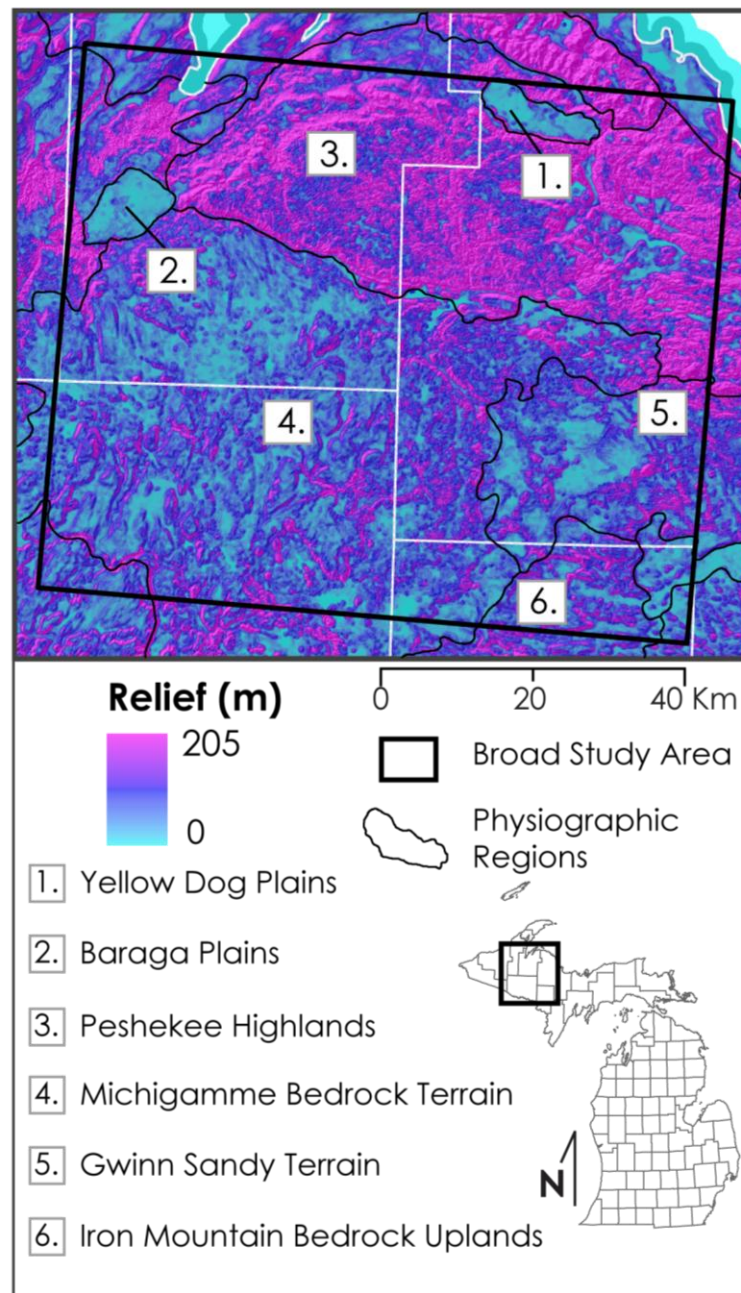 3.
1.
2.
4.
5.
6.
Relief (m)
205
0
0 20 40 Km
Broad Study Area
Physiographic
Regions
1. Yellow Dog Plains
2. Baraga Plains
3. Peshekee Highlands
4. Michigamme Bedrock Terrain
5. Gwinn Sandy Terrain
6. Iron Mountain Bedrock Uplands
N